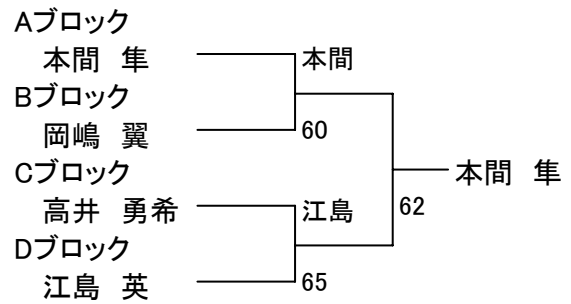 Aブロック
本間 隼 本間
Bブロック
岡嶋 翼 60
本間 隼
Cブロック
高井 勇希 江島 62
Dブロック
江島 英 65